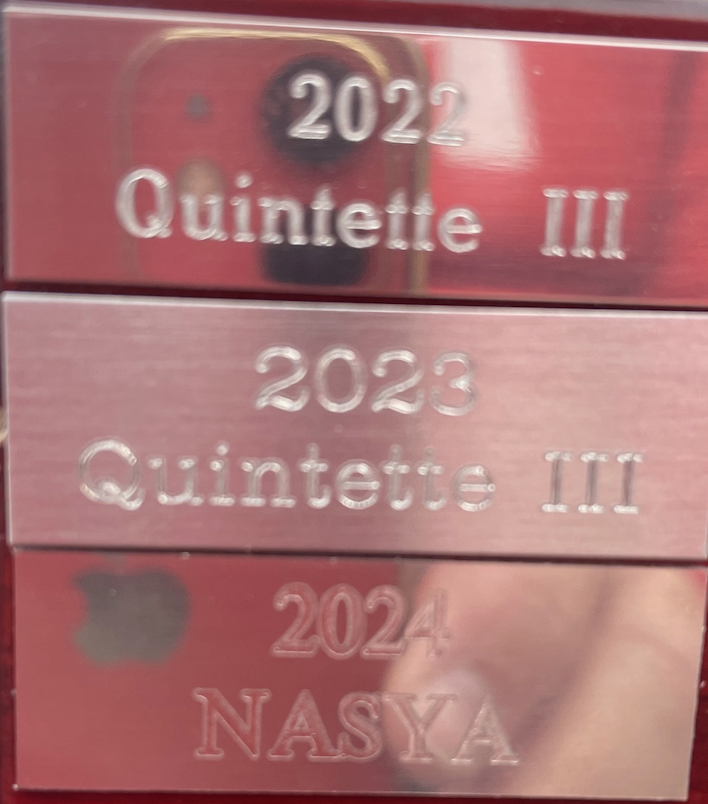 2022
Quintette III
2023
Quintette III
2024
NASYA